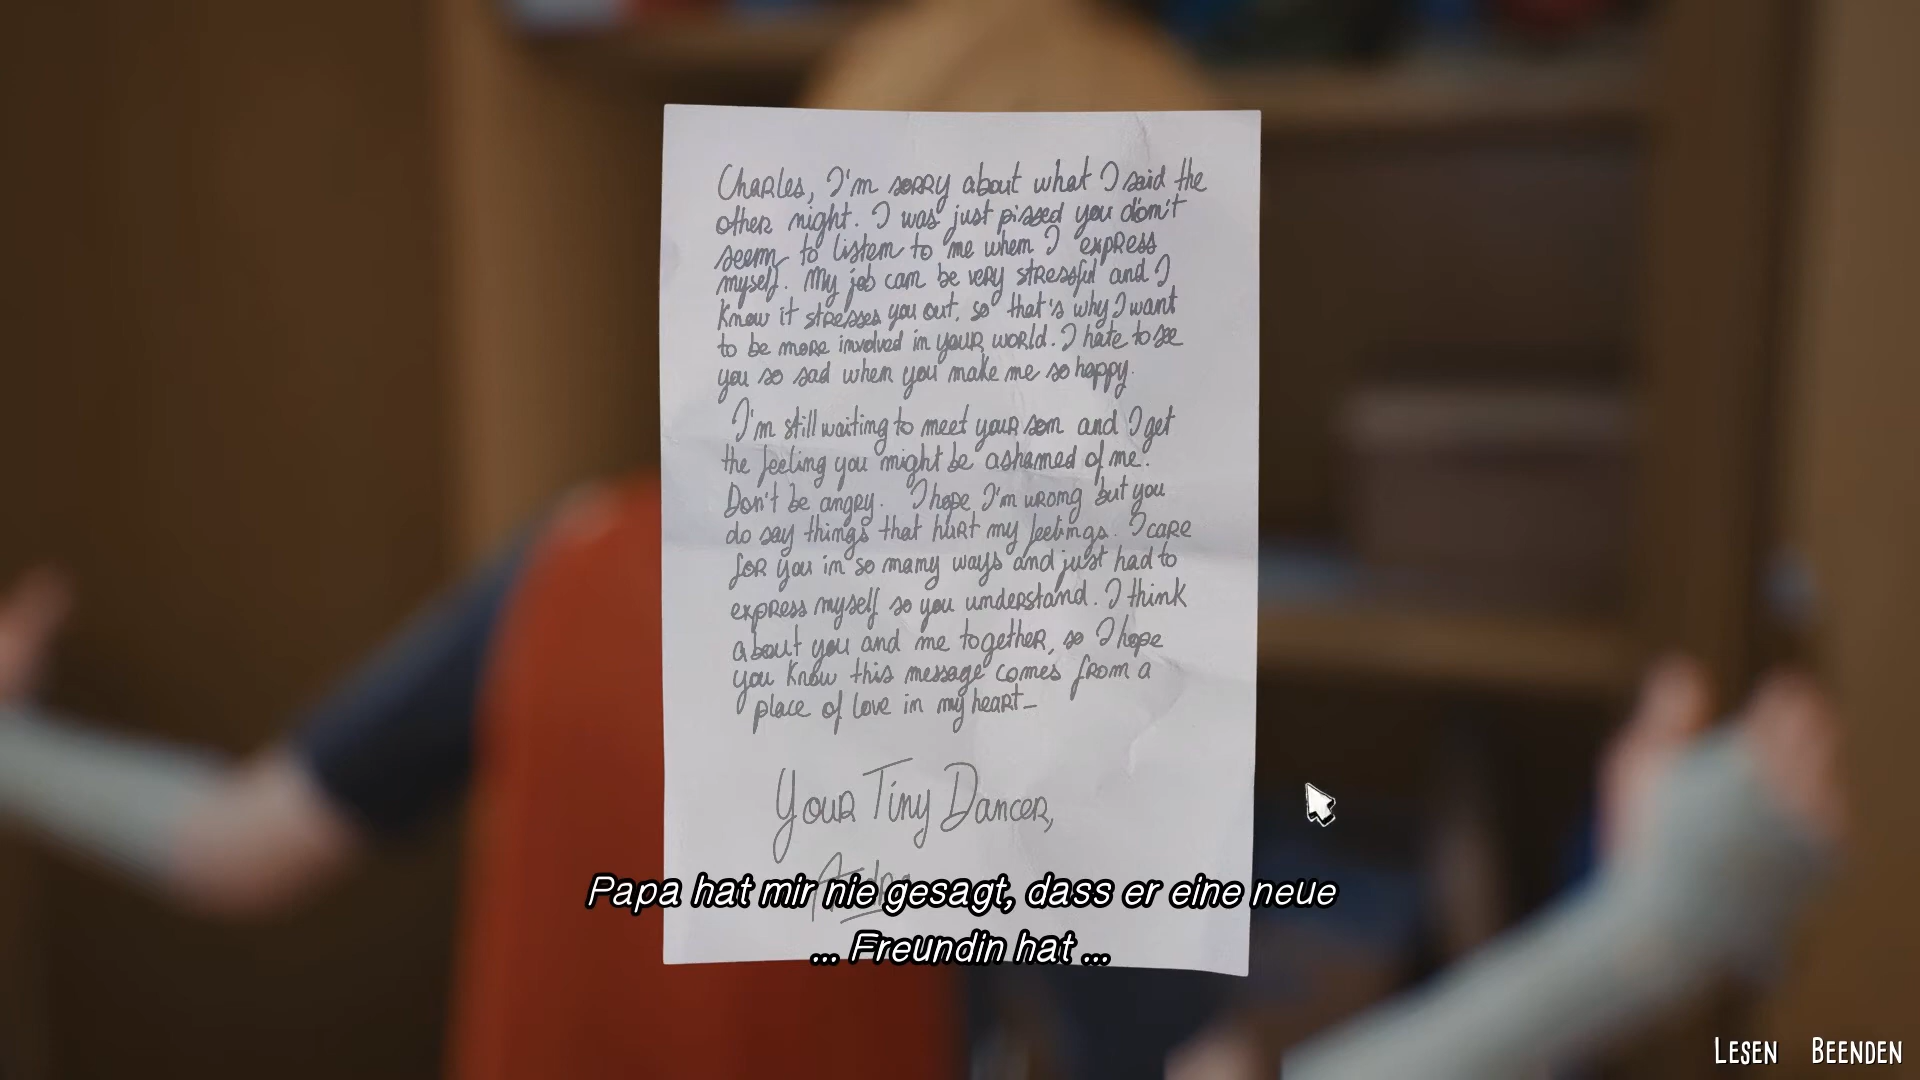 Charles, I'm sorry about what I said the
other night. I was just pissed you don't
seem to listen to me when I express
myself. My job can be very stressful and I
know it stresses you out, so that's why I want
to be more involved in your world. I hate to see
you so sad when you make me so happy.
I'm still waiting to meet your son and I get
the feeling you might be ashamed of me.
Don't be angry. I hope I'm wrong but you
do say things that hurt my feelings. I care
for you in so many ways and just had to
express myself so you understand. I think
about you and me together, so I hope
you know this message comes from a
place of love in my heart_
Your Tiny Dancer,
Papa hat mir nie gesagt, dass er eine neue
... Freundin hat ...
Lesen Beenden